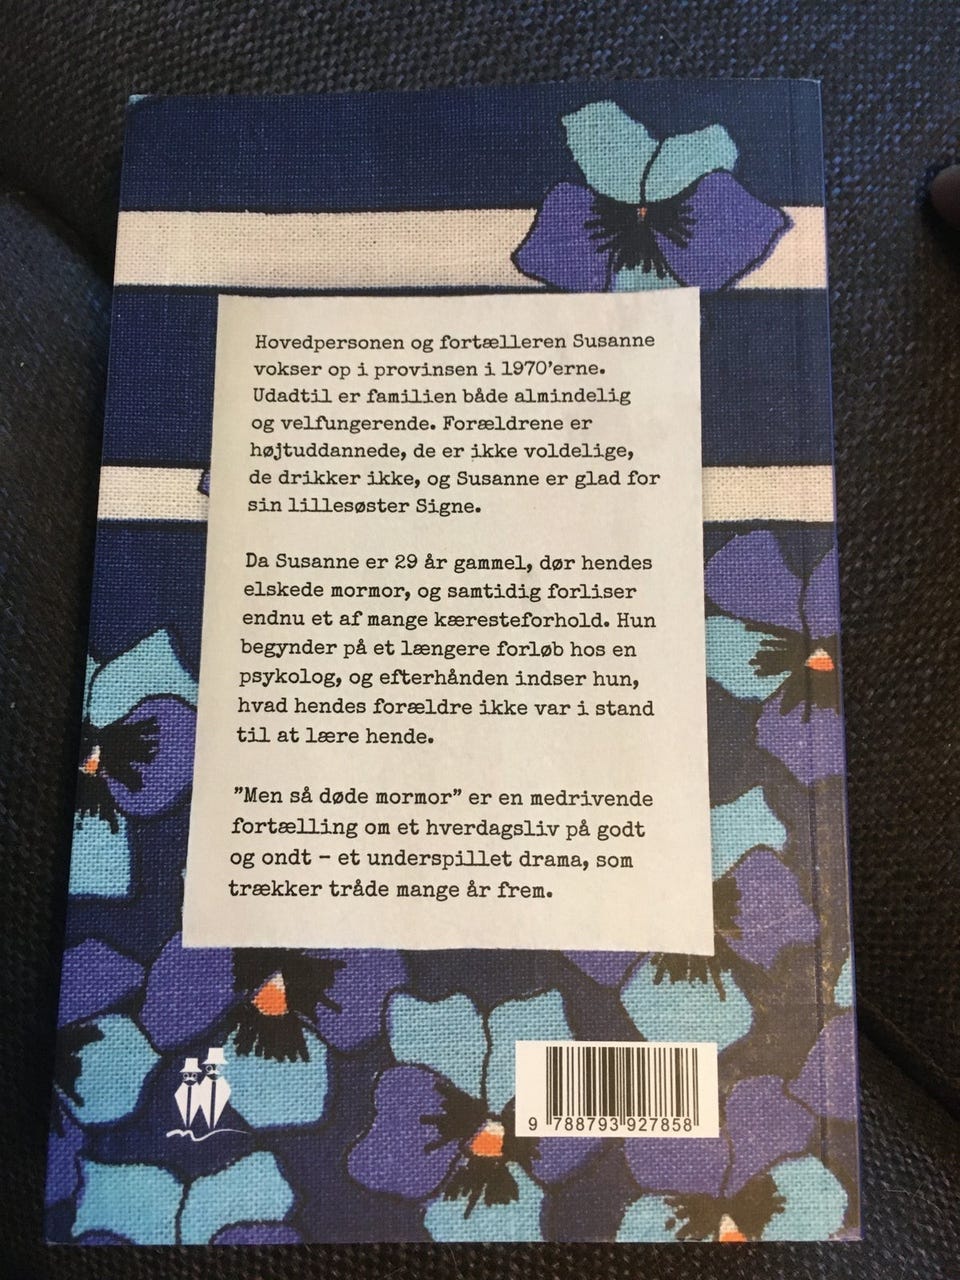 Hovedpersonen og fortælleren Susanne
vokser op i provinsen i 1970’erne.
Udadtil er familien både almindelig
og velfungerende. Forældrene er
højtuddannede, de er ikke voldelige,
de drikker ikke, og Susanne er glad for
sin lillesøster Signe.
Da Susanne er 29 år gammel, dør hendes
elskede mormor, og samtidig forliser
endnu et af mange kæresteforhold. Hun
begynder på et længere forløb hos en
psykolog, og efterhånden indser hun,
hvad hendes forældre ikke var i stand
til at lære hende.
”Men så døde mormor” er en medrivende
fortælling om et hverdagsliv på godt
og ondt – et underspillet drama, som
trækker tråde mange år frem.
9 788793 927858